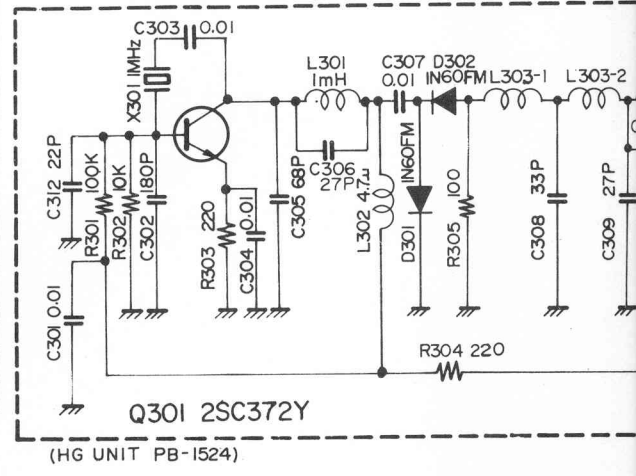 C303 0.01
X301 1MHz
L301
1mH
C307
0.01
D302
IN60FM
L303-1
L303-2
C312 22P
R301 100K
R302 10K
C302 180P
R303 220
C304 0.01
C305 68P
C306
27P
L302 4.7μ
D301 IN60FM
R305 100
C308 33P
C309 27P
C301 0.01
R304 220
Q301 2SC372Y
(HG UNIT PB-1524)